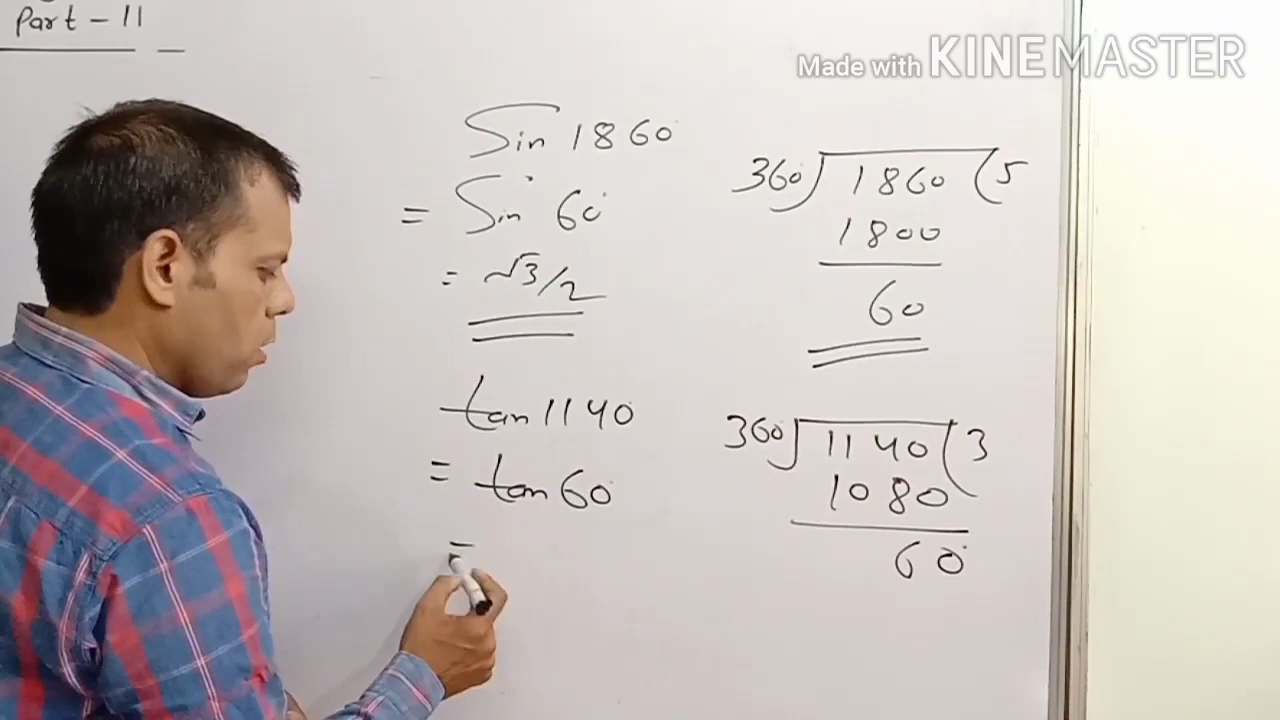 Part - 11
Made with KINEMASTER
Sin 1860
= Sin 60
= √3/2
360) 1860 (5
1800
60
tan 1140
= tan 60
=
360) 1140 (3
1080
60